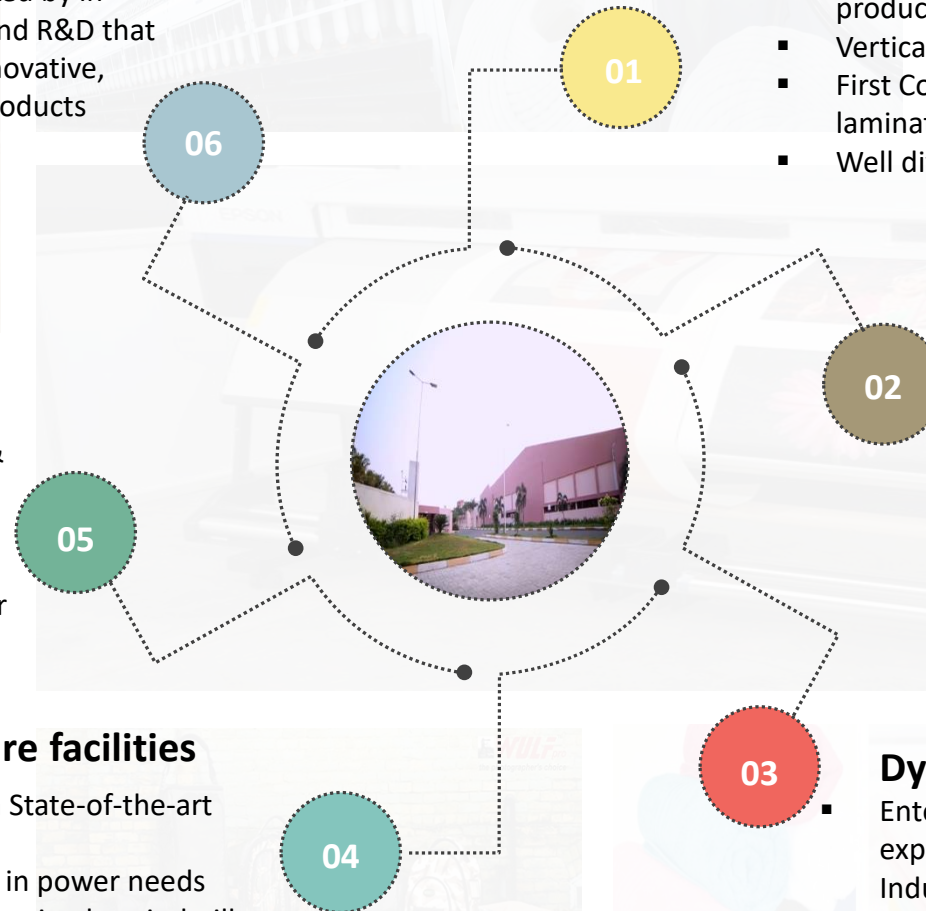 nd R&D that
novative,
oducts
06
01
produc
▪ Vertica
▪ First Co
laminat
▪ Well di
02
&
05
r
re facilities
State-of-the-art
in power needs
04
03
Dy
▪ Ente
exp
Indu